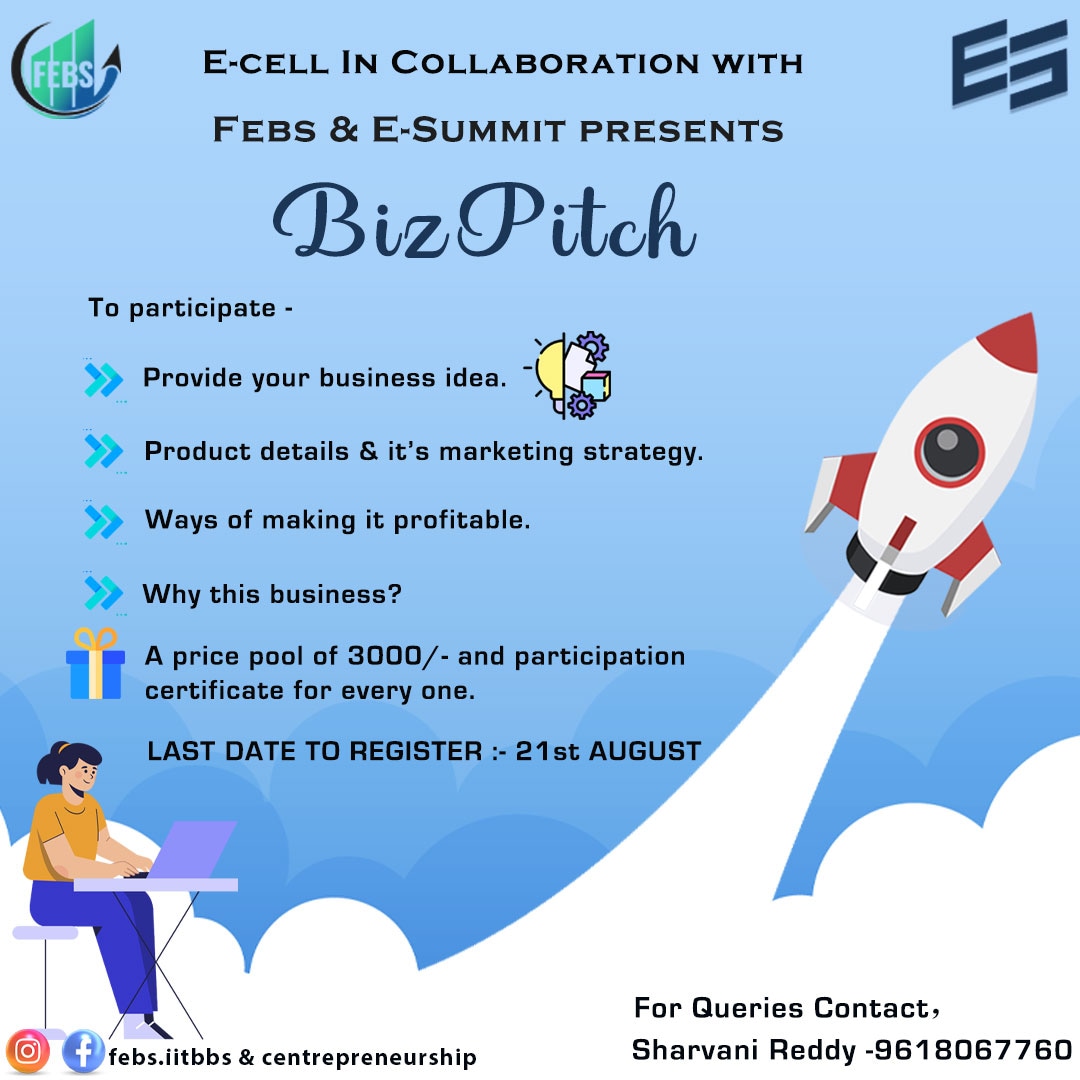 FEBS
ES
E-CELL IN COLLABORATION WITH
FEBS & E-SUMMIT PRESENTS
BizPitch
To participate -
Provide your business idea.
Product details & it's marketing strategy.
Ways of making it profitable.
Why this business?
A price pool of 3000/- and participation
certificate for every one.
LAST DATE TO REGISTER :- 21st AUGUST
For Queries Contact,
Sharvani Reddy -9618067760
febs.iitbbs & centrepreneurship